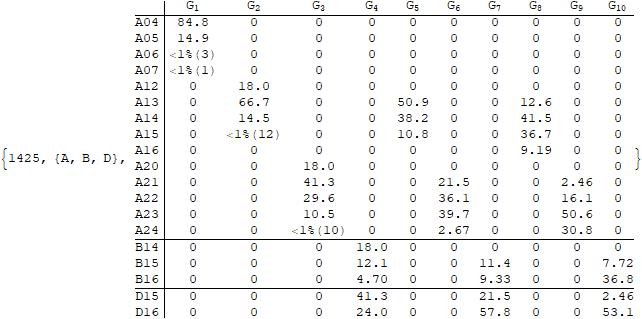 G1 G2 G3 G4 G5 G6 G7 G8 G9 G10
A04 84.8 0 0 0 0 0 0 0 0 0
A05 14.9 0 0 0 0 0 0 0 0 0
A06 <1%(3) 0 0 0 0 0 0 0 0 0
A07 <1%(1) 0 0 0 0 0 0 0 0 0
A12 0 18.0 0 0 0 0 0 0 0 0
A13 0 66.7 0 0 50.9 0 0 12.6 0 0
A14 0 14.5 0 0 38.2 0 0 41.5 0 0
A15 0 <1%(12) 0 0 10.8 0 0 36.7 0 0
{1425, {A, B, D}, A16 0 0 0 0 0 0 0 9.19 0 0 }
A20 0 0 18.0 0 0 0 0 0 0 0
A21 0 0 41.3 0 0 21.5 0 0 2.46 0
A22 0 0 29.6 0 0 36.1 0 0 16.1 0
A23 0 0 10.5 0 0 39.7 0 0 50.6 0
A24 0 0 <1%(10) 0 0 2.67 0 0 30.8 0
B14 0 0 0 18.0 0 0 0 0 0 0
B15 0 0 0 12.1 0 0 11.4 0 0 7.72
B16 0 0 0 4.70 0 0 9.33 0 0 36.8
D15 0 0 0 41.3 0 0 21.5 0 0 2.46
D16 0 0 0 24.0 0 0 57.8 0 0 53.1